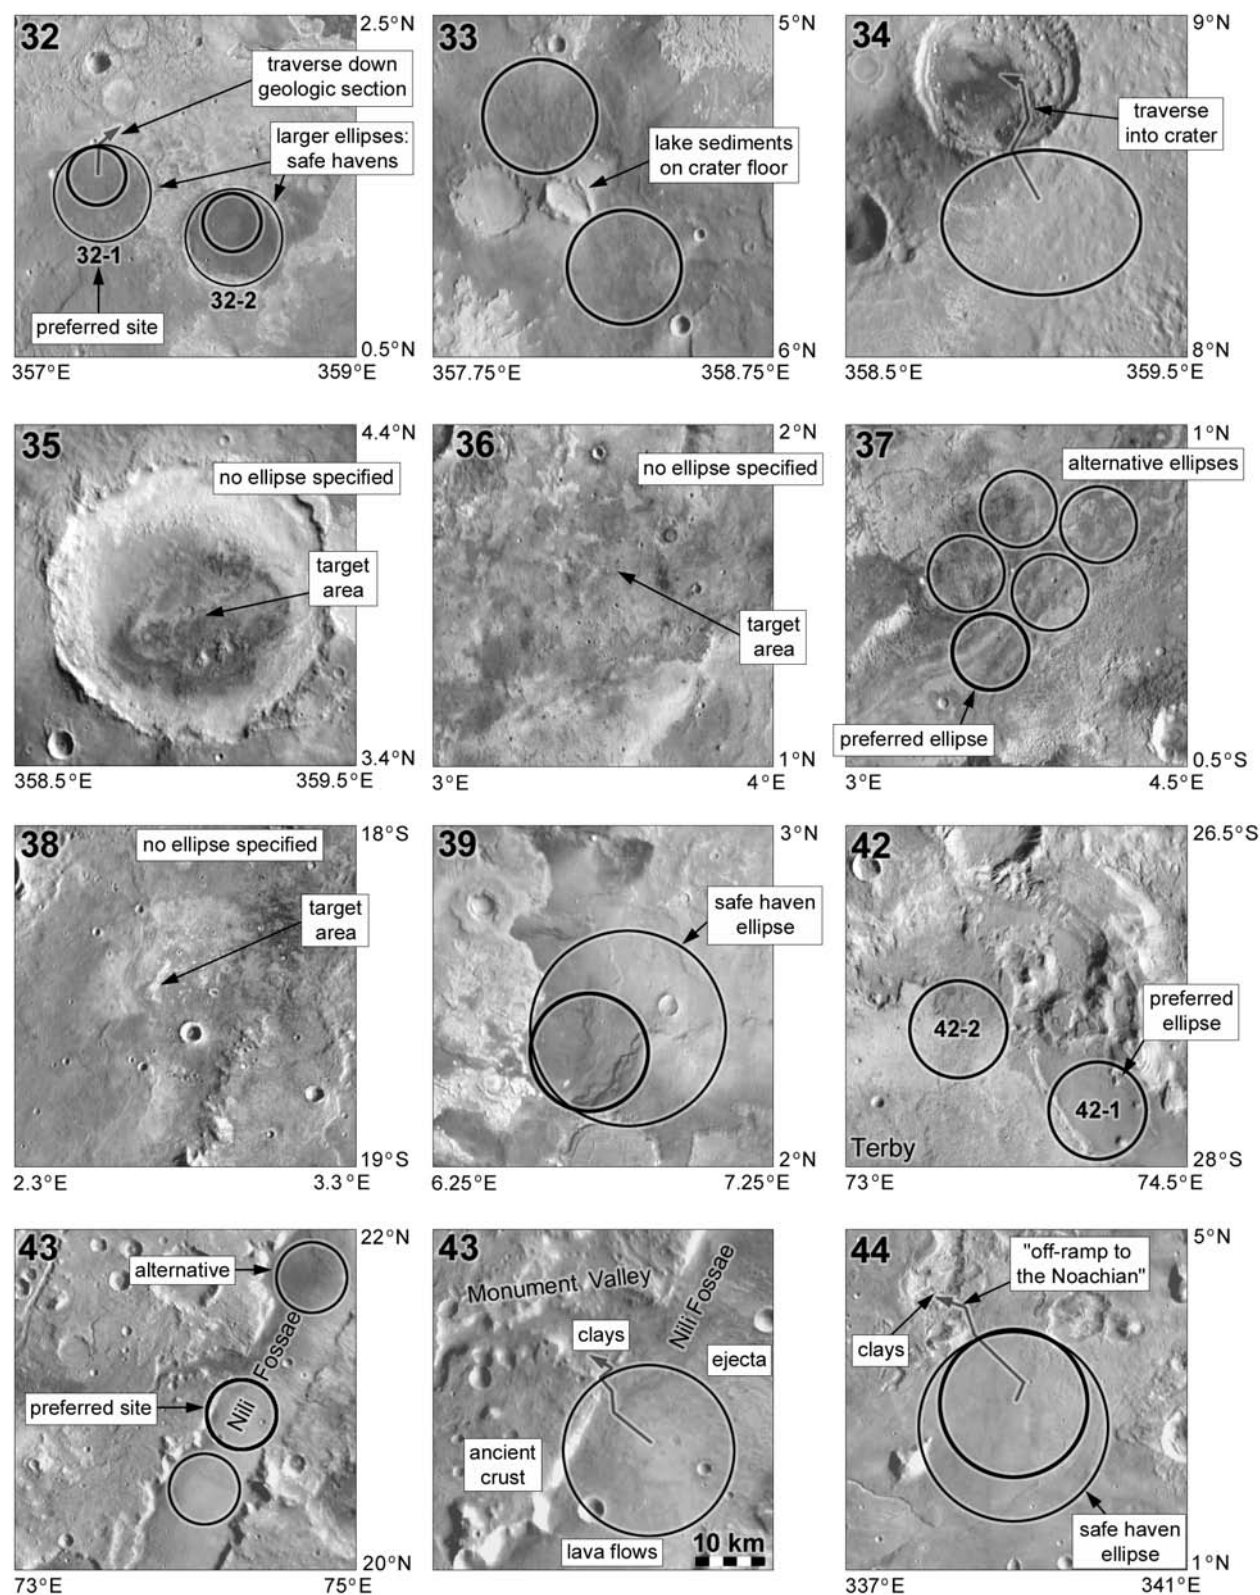 32
2.5°N
traverse down
geologic section
larger ellipses:
safe havens
32-1
32-2
preferred site
0.5°N
357°E
359°E
33
5°N
lake sediments
on crater floor
6°N
357.75°E
358.75°E
34
9°N
traverse
into crater
8°N
358.5°E
359.5°E
35
4.4°N
no ellipse specified
target
area
3.4°N
358.5°E
359.5°E
36
2°N
no ellipse specified
target
area
1°N
3°E
4°E
37
1°N
alternative ellipses
preferred ellipse
0.5°S
3°E
4.5°E
38
18°S
no ellipse specified
target
area
19°S
2.3°E
3.3°E
39
3°N
safe haven
ellipse
2°N
6.25°E
7.25°E
42
26.5°S
preferred
ellipse
42-2
42-1
Terby
28°S
73°E
74.5°E
43
22°N
alternative
Fossae
preferred site
Nili
20°N
73°E
75°E
43
Monument Valley
Nili Fossae
clays
ejecta
ancient
crust
lava flows
10 km
44
5°N
"off-ramp to
the Noachian"
clays
safe haven
ellipse
1°N
337°E
341°E